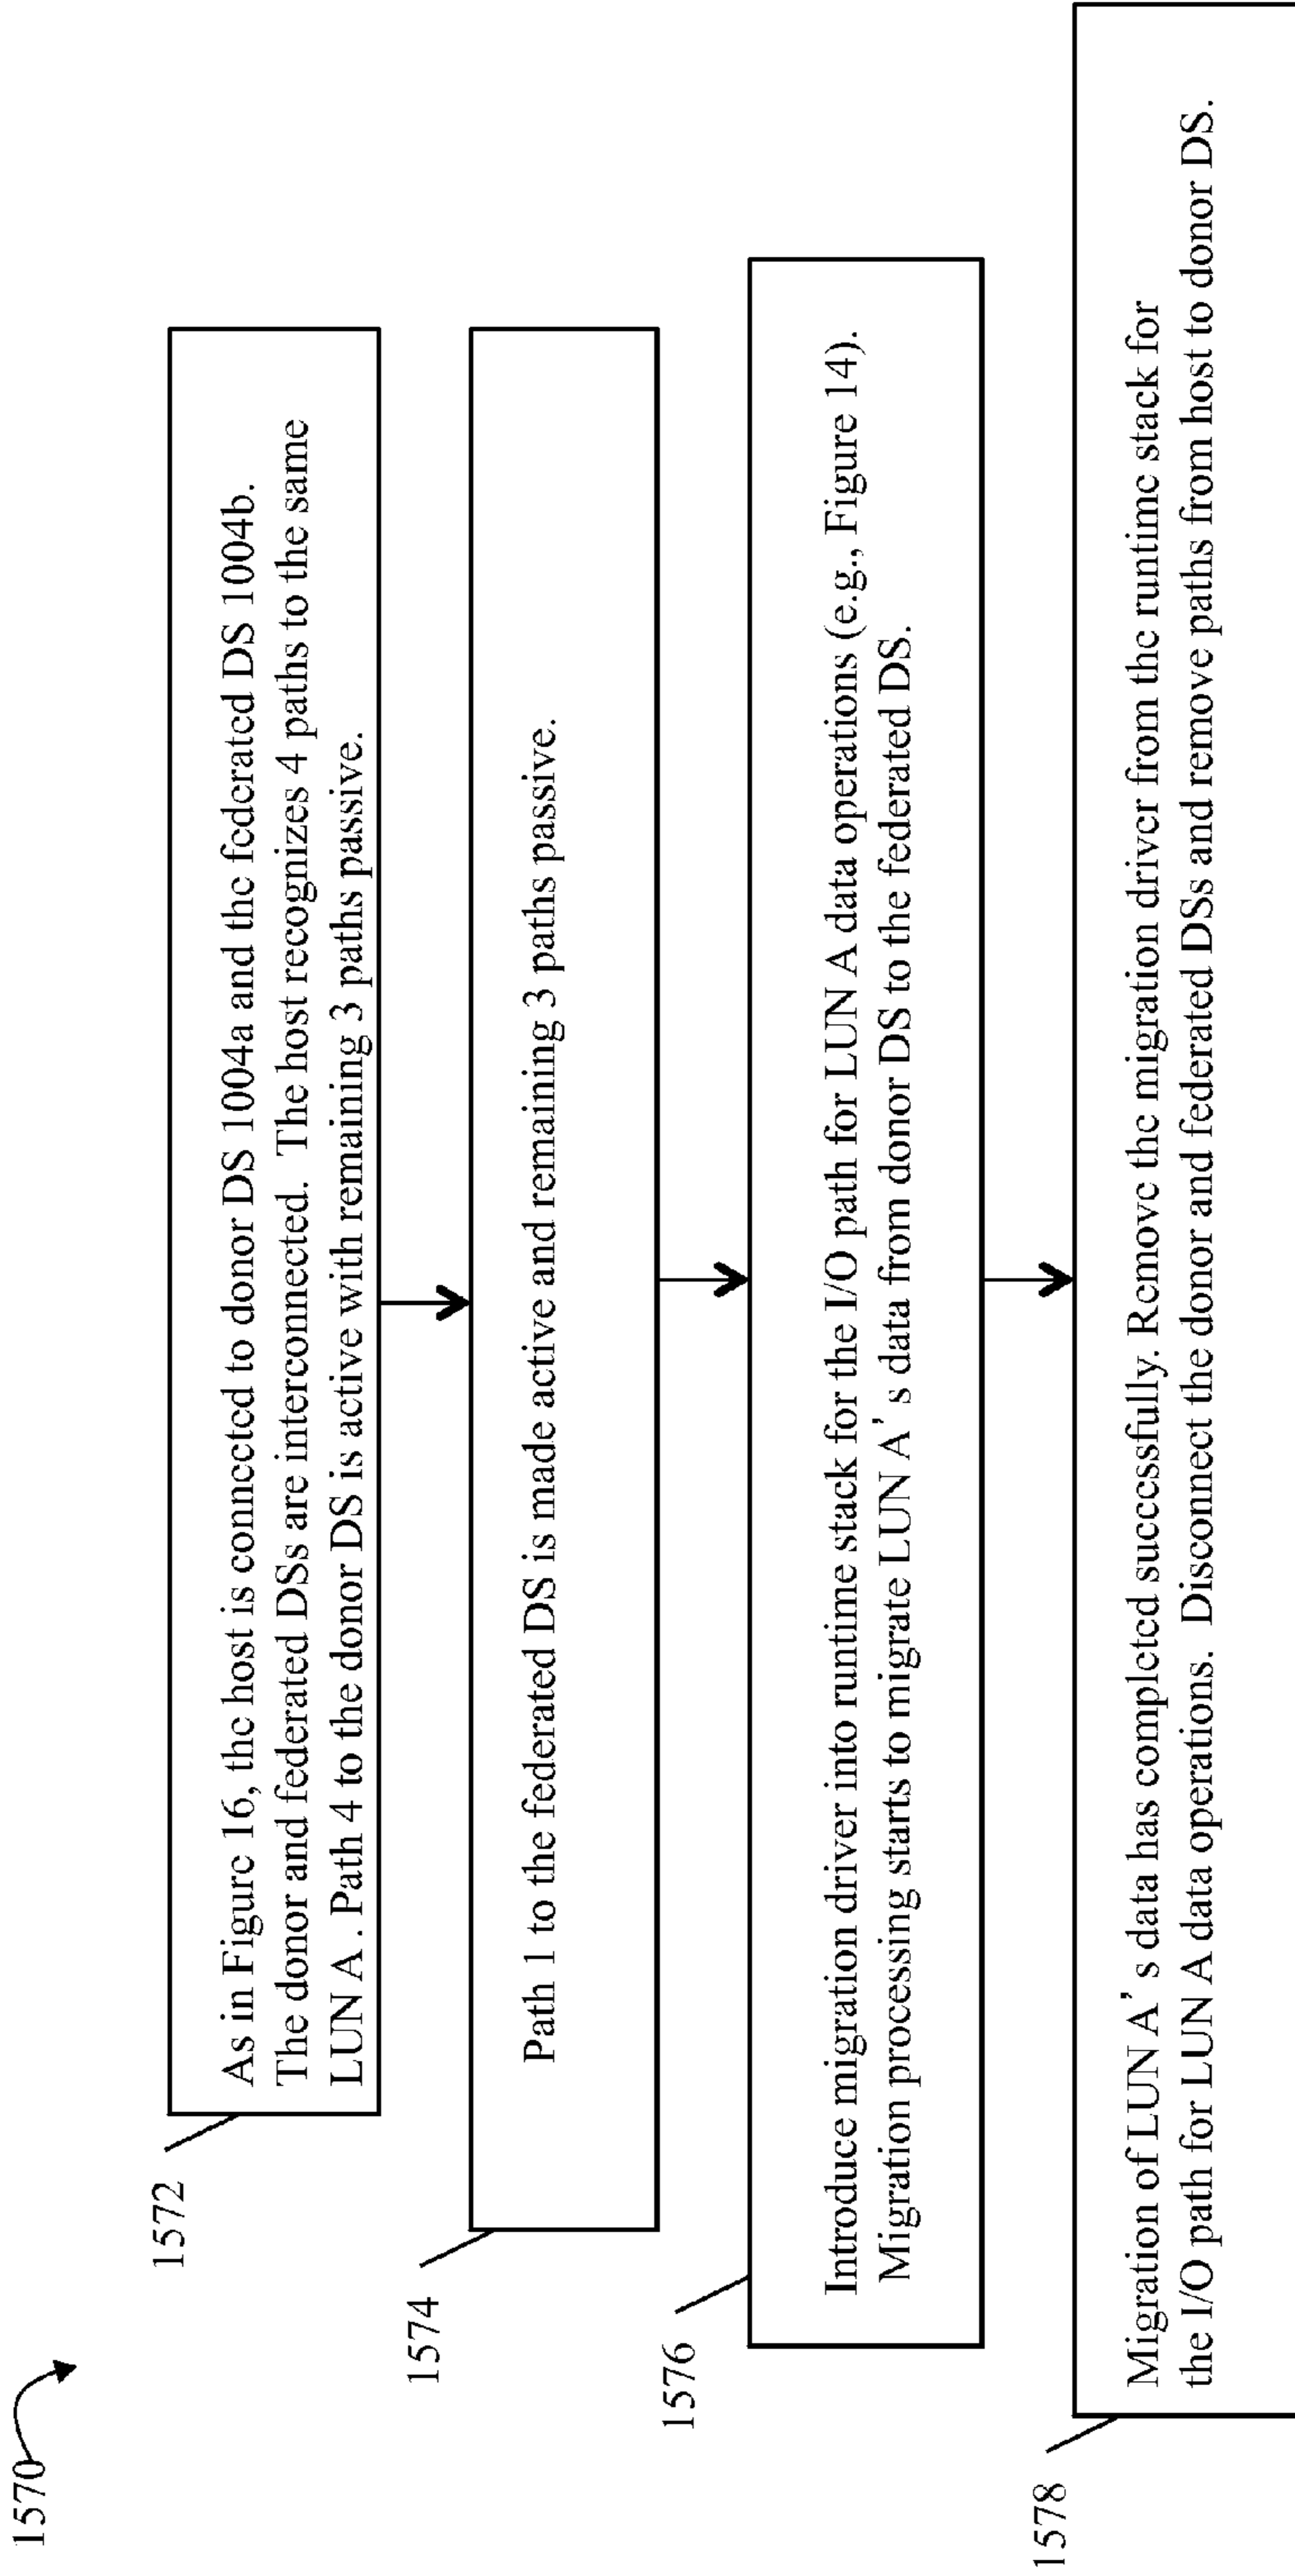 1570
1572
As in Figure 16, the host is connected to donor DS 1004a and the federated DS 1004b.
The donor and federated DSs are interconnected. The host recognizes 4 paths to the same
LUN A . Path 4 to the donor DS is active with remaining 3 paths passive.
1574
Path 1 to the federated DS is made active and remaining 3 paths passive.
1576
Introduce migration driver into runtime stack for the I/O path for LUN A data operations (e.g., Figure 14).
Migration processing starts to migrate LUN A's data from donor DS to the federated DS.
1578
Migration of LUN A's data has completed successfully. Remove the migration driver from the runtime stack for
the I/O path for LUN A data operations. Disconnect the donor and federated DSs and remove paths from host to donor DS.